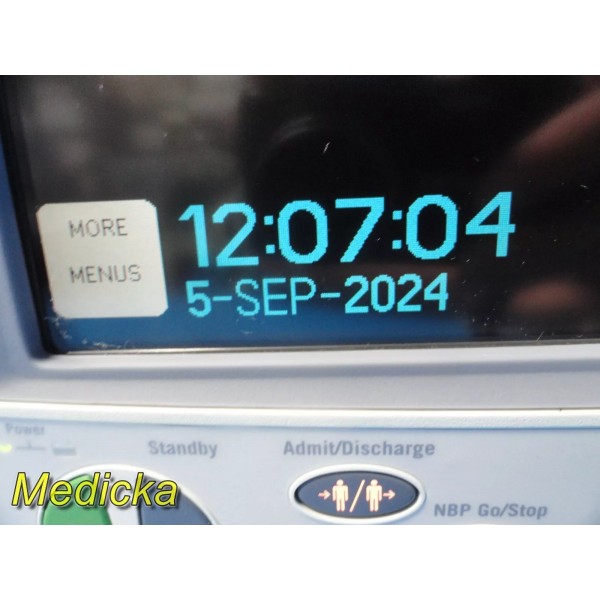 MORE
MENUS
12:07:04
5-SEP-2024
Power
Standby
Admit/Discharge
Medicka
NBP Go/Stop